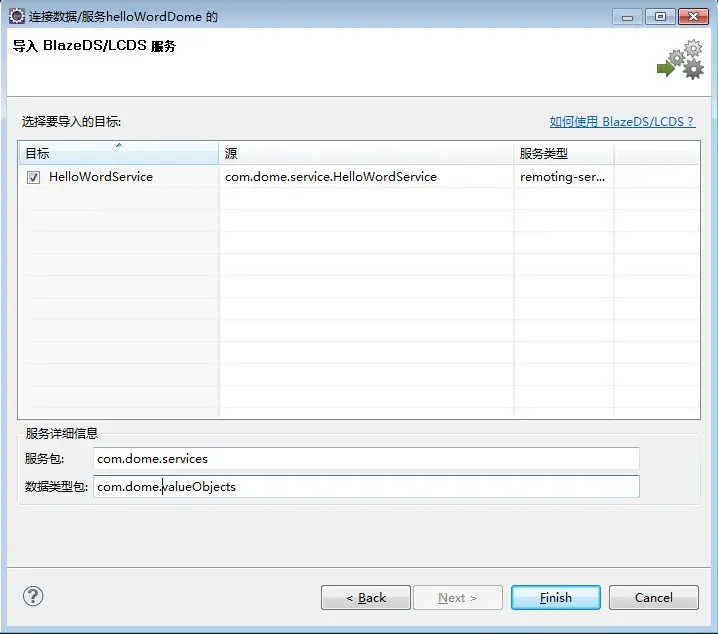 连接数据/服务helloWordDome 的
导入 BlazeDS/LCDS 服务
选择要导入的目标: 如何使用 BlazeDS/LCDS ?
目标 源 服务类型
HelloWordService com.dome.service.HelloWordService remoting-ser...
服务详细信息
服务包: com.dome.services
数据类型包: com.dome.valueObjects
? < Back Next > Finish Cancel